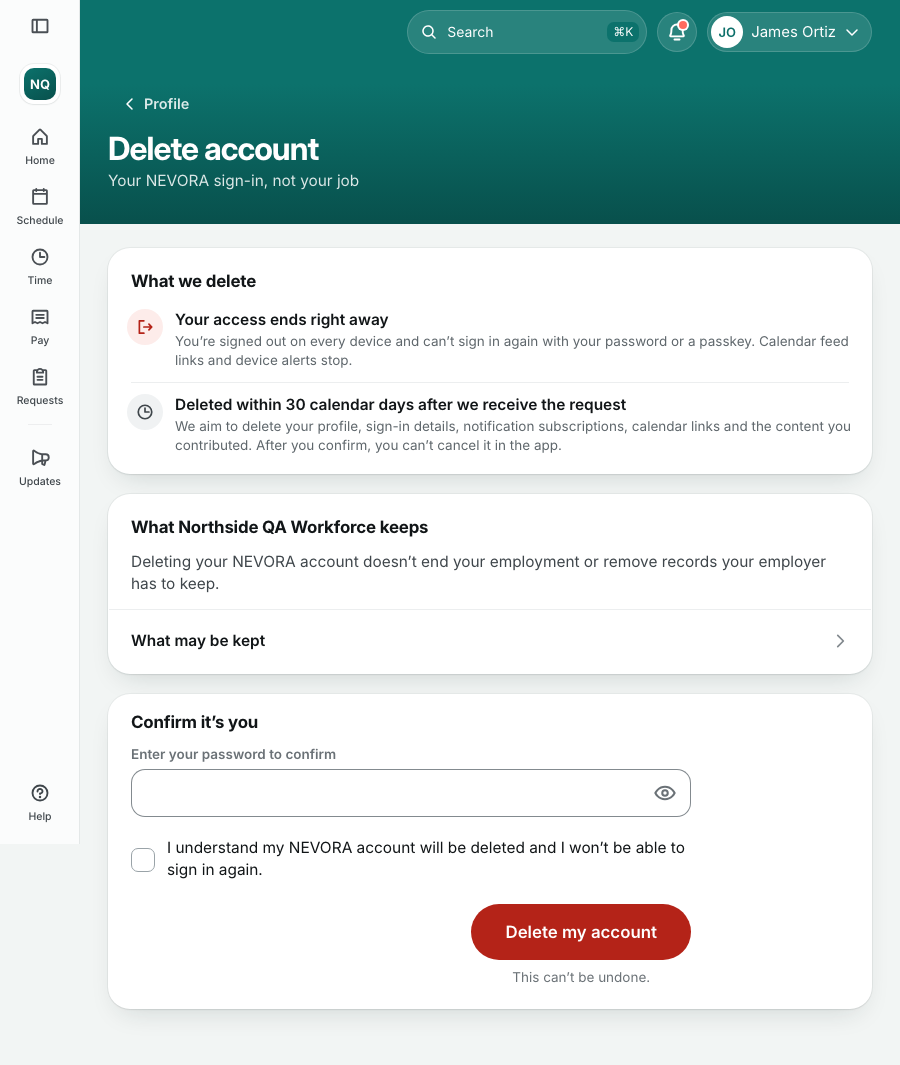 Search
⌘K
JO
James Ortiz
NQ
Home
Schedule
Time
Pay
Requests
Updates
Help
Profile
Delete account
Your NEVORA sign-in, not your job
What we delete
Your access ends right away
You’re signed out on every device and can’t sign in again with your password or a passkey. Calendar feed
links and device alerts stop.
Deleted within 30 calendar days after we receive the request
We aim to delete your profile, sign-in details, notification subscriptions, calendar links and the content you
contributed. After you confirm, you can’t cancel it in the app.
What Northside QA Workforce keeps
Deleting your NEVORA account doesn’t end your employment or remove records your employer
has to keep.
What may be kept
Confirm it’s you
Enter your password to confirm
I understand my NEVORA account will be deleted and I won’t be able to
sign in again.
Delete my account
This can’t be undone.